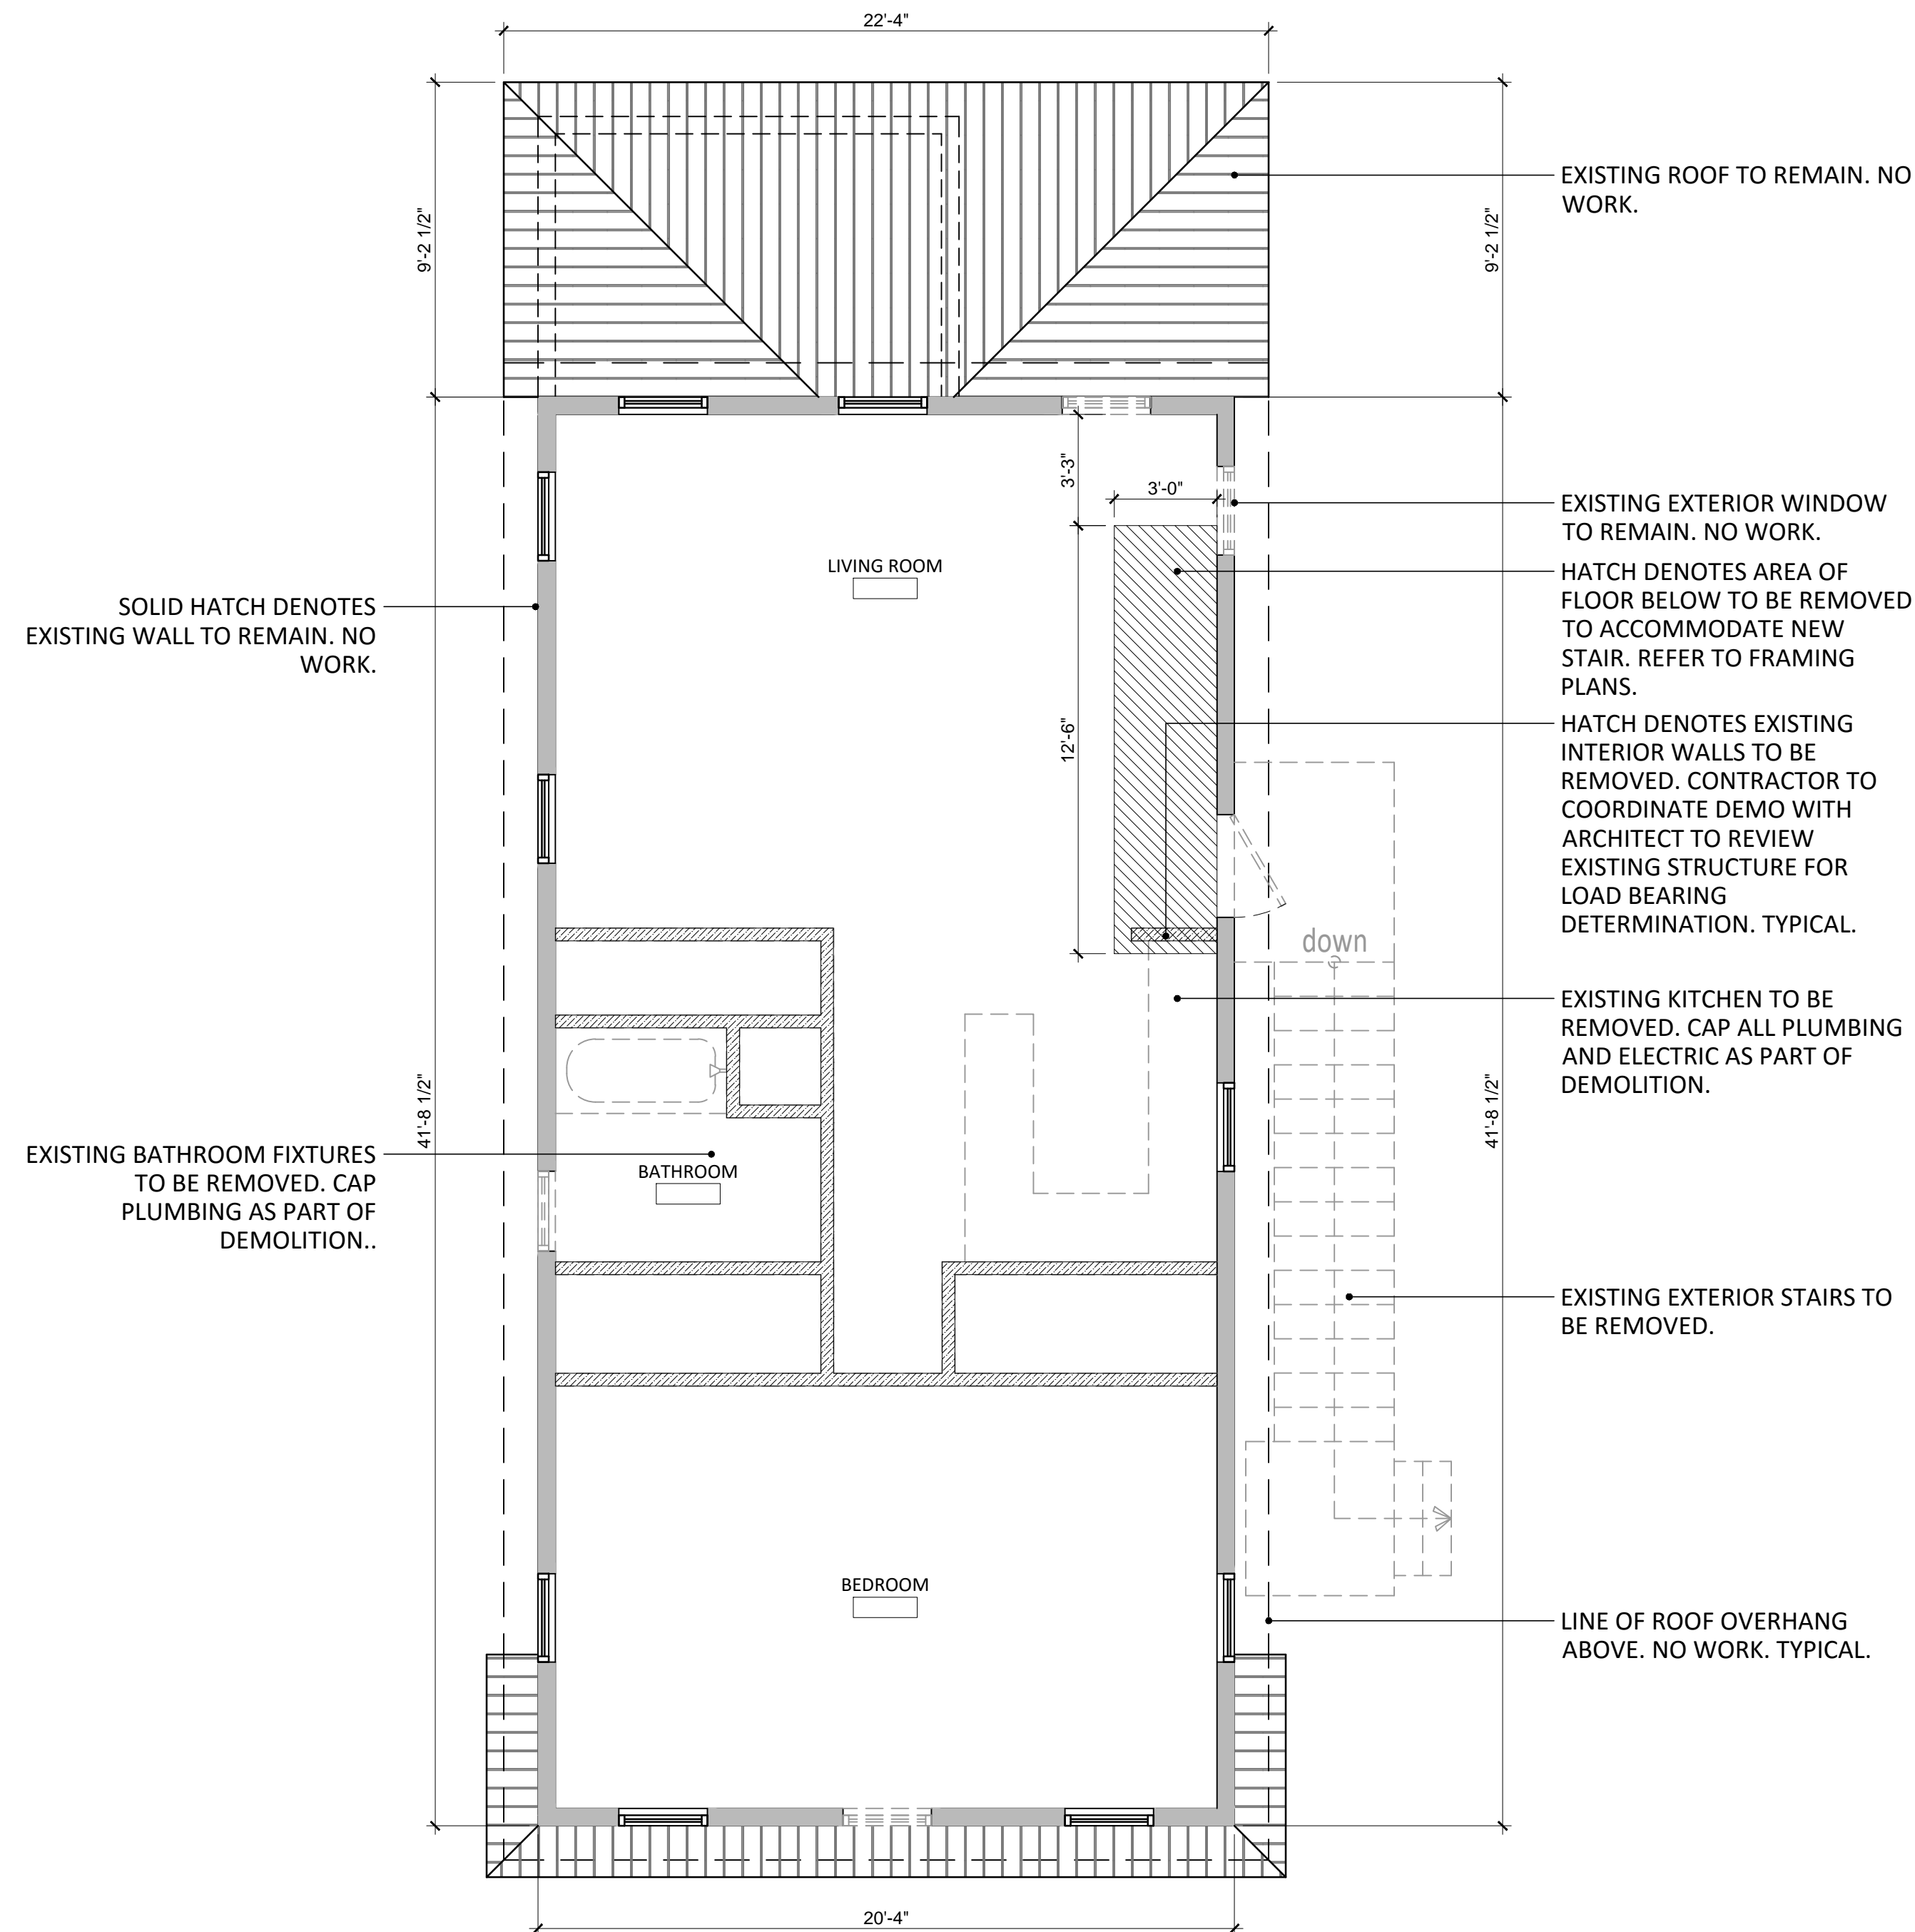 22'-4"
9'-2 1/2"
9'-2 1/2"
EXISTING ROOF TO REMAIN. NO
WORK.
3'-3"
3'-0"
EXISTING EXTERIOR WINDOW
TO REMAIN. NO WORK.
LIVING ROOM
HATCH DENOTES AREA OF
FLOOR BELOW TO BE REMOVED
TO ACCOMMODATE NEW
STAIR. REFER TO FRAMING
PLANS.
SOLID HATCH DENOTES
EXISTING WALL TO REMAIN. NO
WORK.
12'-6"
HATCH DENOTES EXISTING
INTERIOR WALLS TO BE
REMOVED. CONTRACTOR TO
COORDINATE DEMO WITH
ARCHITECT TO REVIEW
EXISTING STRUCTURE FOR
LOAD BEARING
DETERMINATION. TYPICAL.
down
EXISTING KITCHEN TO BE
REMOVED. CAP ALL PLUMBING
AND ELECTRIC AS PART OF
DEMOLITION.
41'-8 1/2"
41'-8 1/2"
EXISTING BATHROOM FIXTURES
TO BE REMOVED. CAP
PLUMBING AS PART OF
DEMOLITION..
BATHROOM
EXISTING EXTERIOR STAIRS TO
BE REMOVED.
BEDROOM
LINE OF ROOF OVERHANG
ABOVE. NO WORK. TYPICAL.
20'-4"